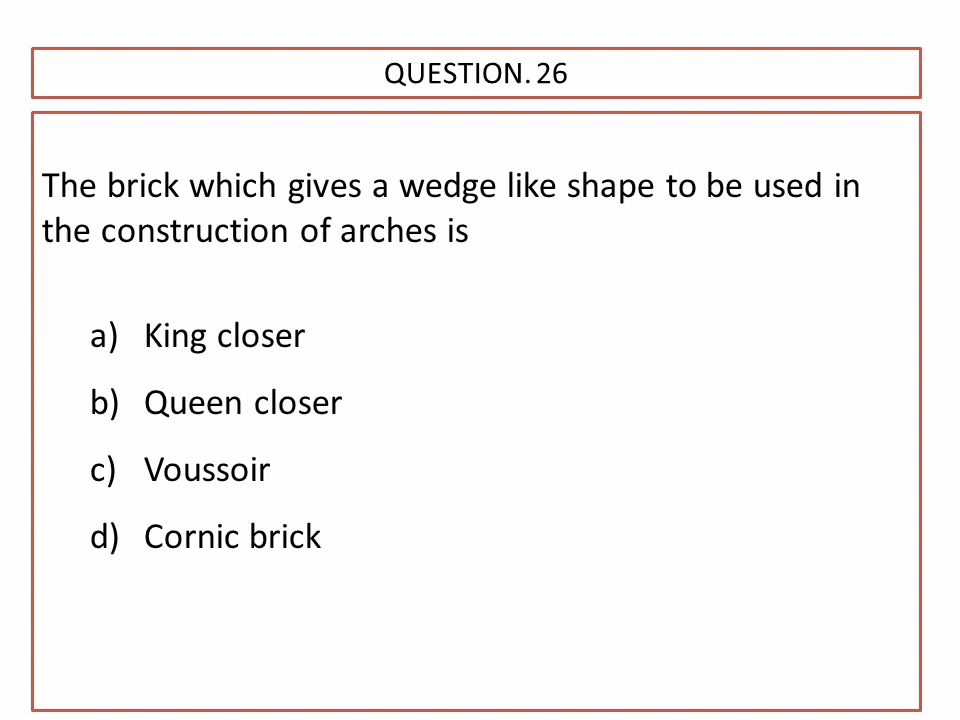 QUESTION. 26
The brick which gives a wedge like shape to be used in
the construction of arches is
a) King closer
b) Queen closer
c) Voussoir
d) Cornic brick